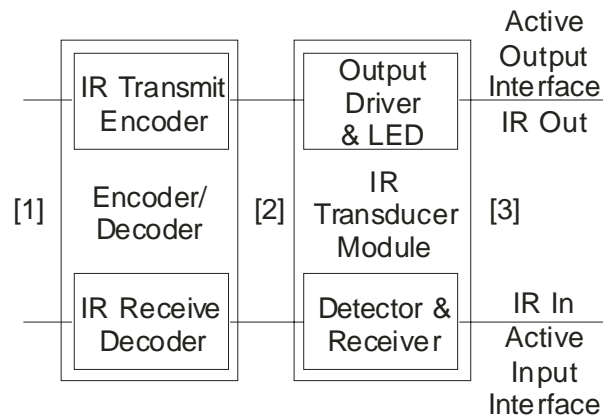 Active
Output
Interface
IR Out
IR Transmit
Encoder
Output
Driver
& LED
[1]
Encoder/
Decoder
[2]
IR
Transducer
Module
[3]
IR Receive
Decoder
Detector &
Receiver
IR In
Active
Input
Interface